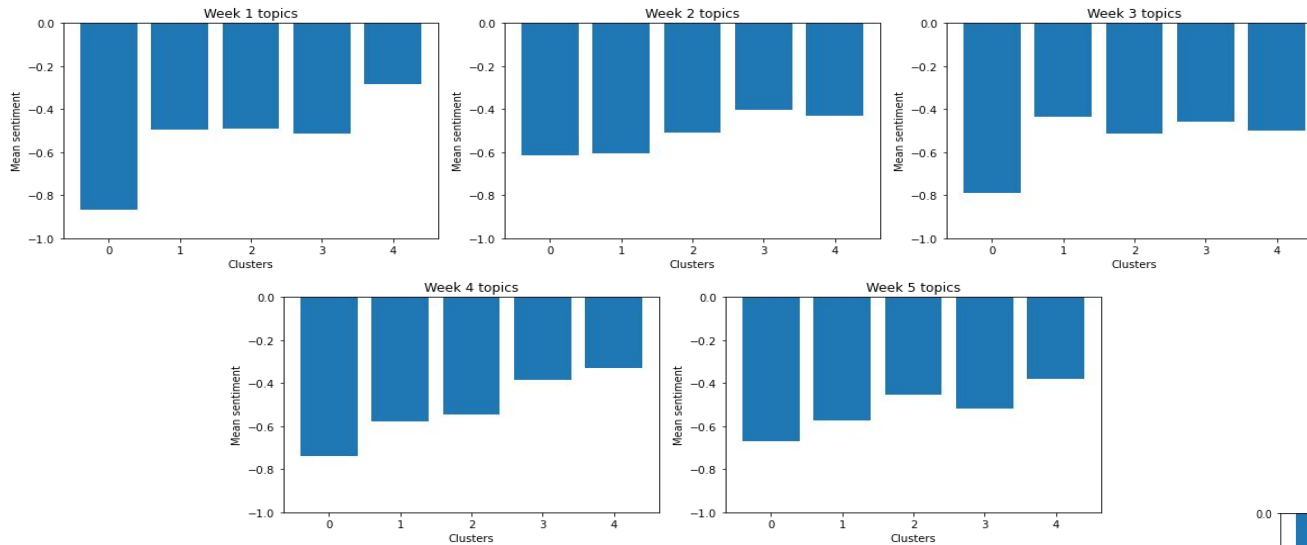 Week 1 topics
0.0
−0.2
−0.4
−0.6
−0.8
−1.0
Mean sentiment
0 1 2 3 4
Clusters
Week 2 topics
0.0
−0.2
−0.4
−0.6
−0.8
−1.0
Mean sentiment
0 1 2 3 4
Clusters
Week 3 topics
0.0
−0.2
−0.4
−0.6
−0.8
−1.0
Mean sentiment
0 1 2 3 4
Clusters
Week 4 topics
0.0
−0.2
−0.4
−0.6
−0.8
−1.0
Mean sentiment
0 1 2 3 4
Clusters
Week 5 topics
0.0
−0.2
−0.4
−0.6
−0.8
−1.0
Mean sentiment
0 1 2 3 4
Clusters
0.0